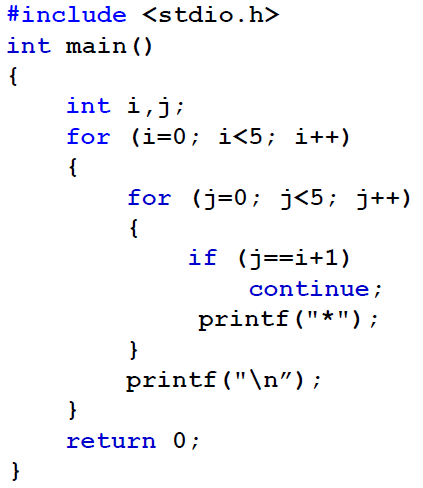 #include <stdio.h>
int main()
{
    int i,j;
    for (i=0; i<5; i++)
    {
        for (j=0; j<5; j++)
        {
            if (j==i+1)
                continue;
            printf("*");
        }
        printf("\n”);
    }
    return 0;
}